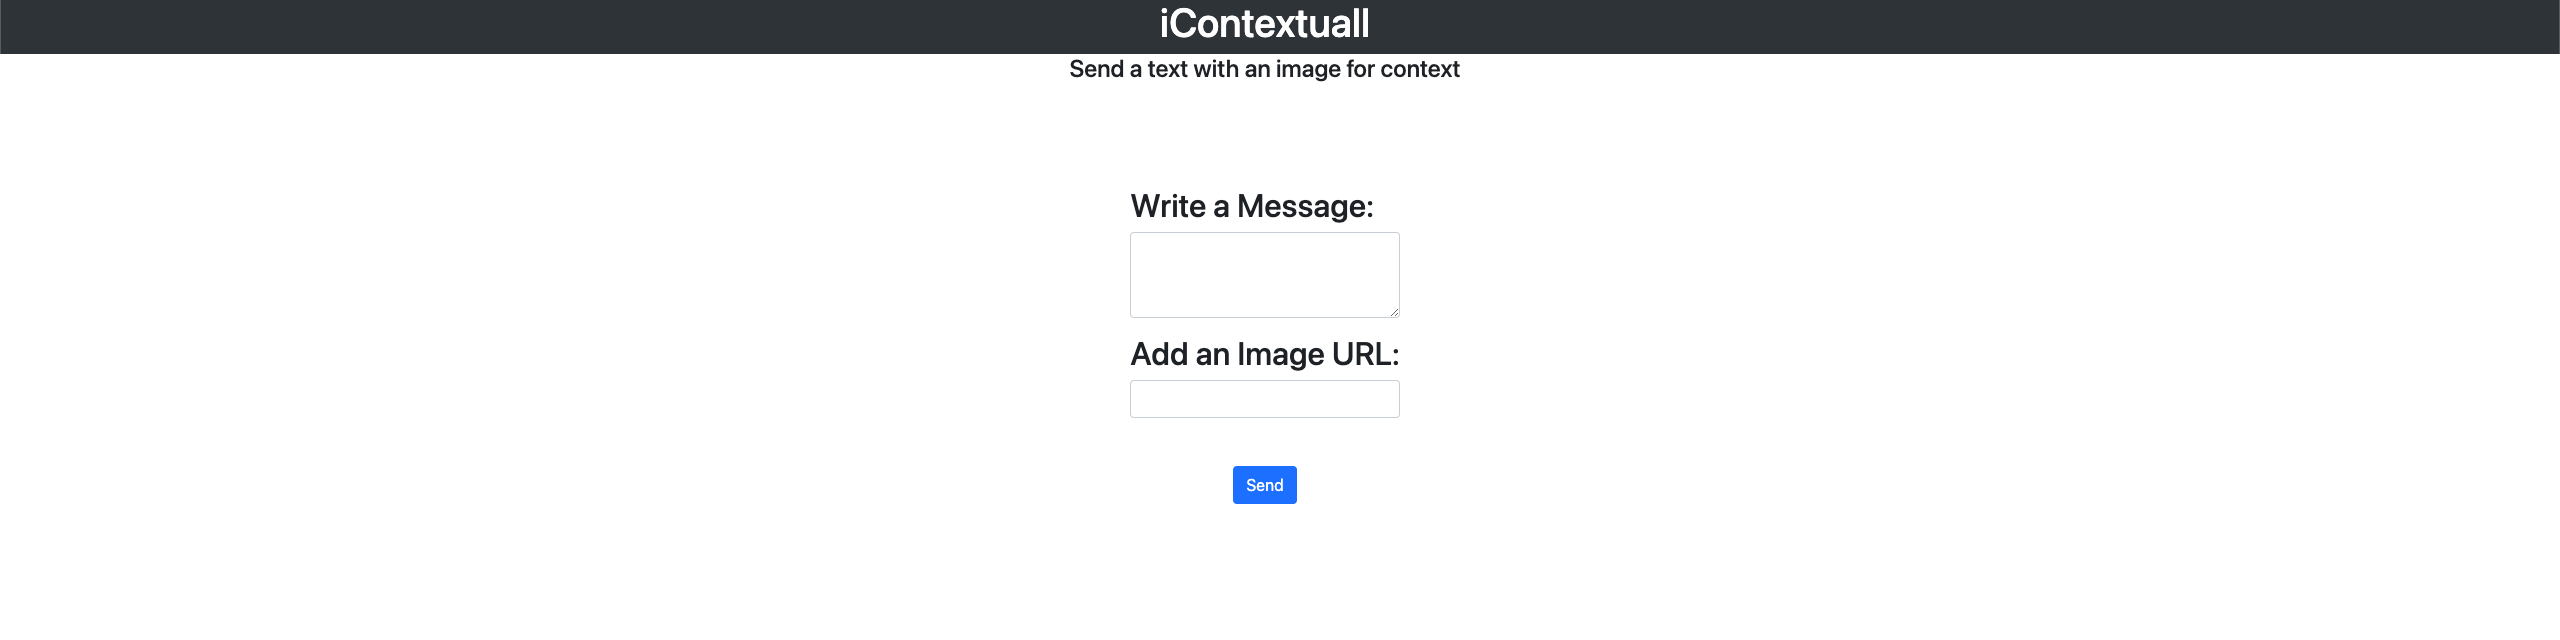 iContextuall
Send a text with an image for context
Write a Message:
Add an Image URL:
Send